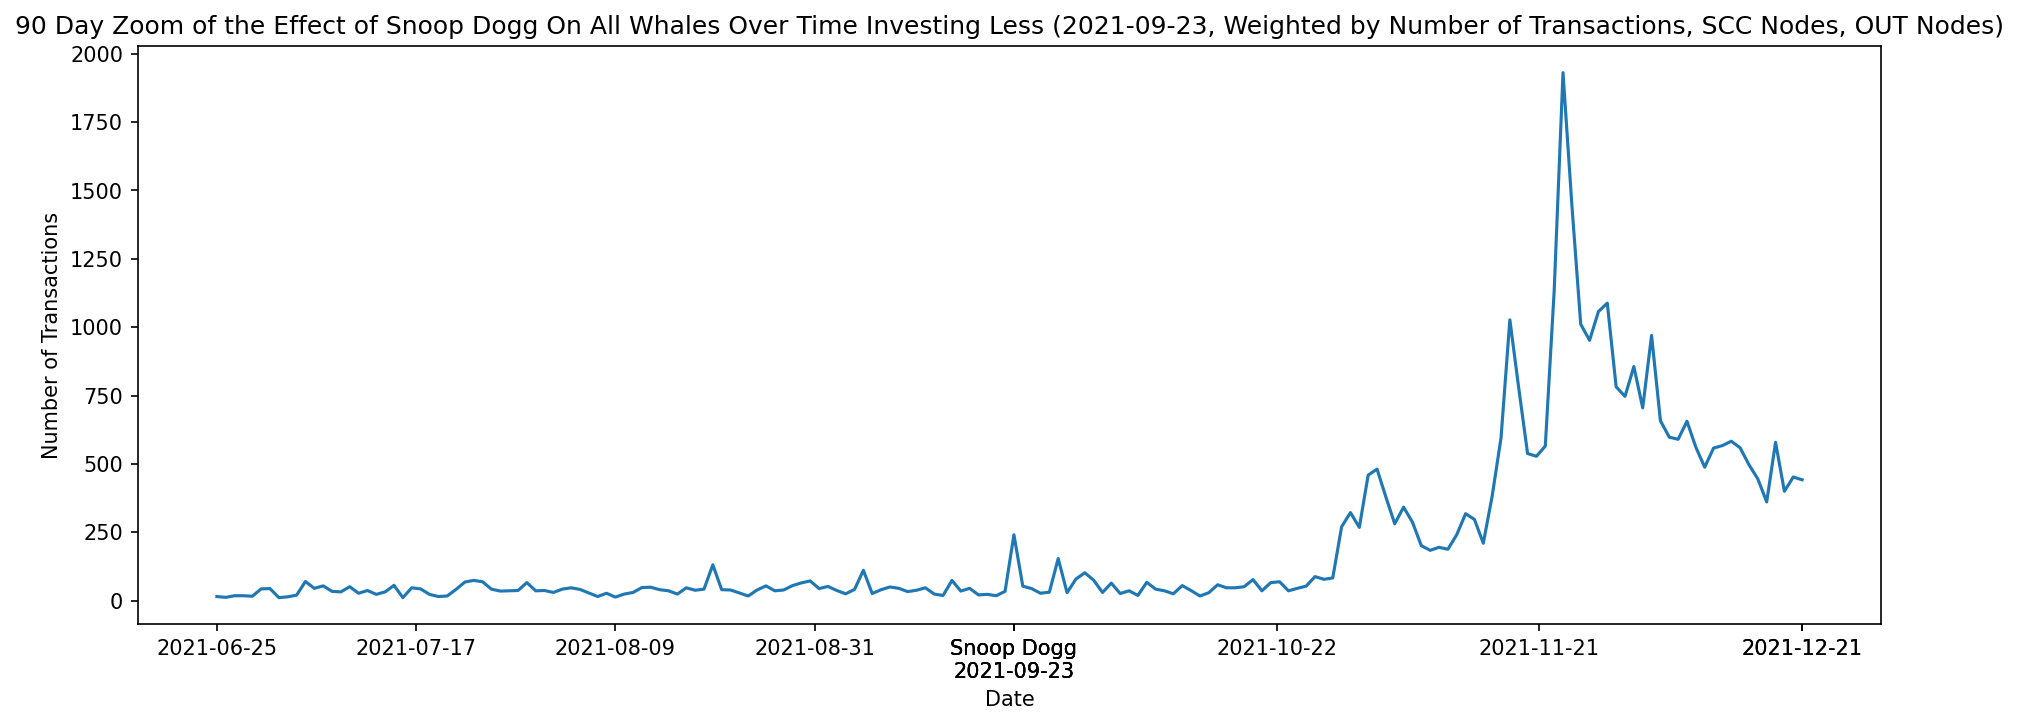 90 Day Zoom of the Effect of Snoop Dogg On All Whales Over Time Investing Less (2021-09-23, Weighted by Number of Transactions, SCC Nodes, OUT Nodes)
2000
1750
1500
1250
1000
750
500
250
0
Number of Transactions
2021-06-25 2021-07-17 2021-08-09 2021-08-31 Snoop Dogg 2021-10-22 2021-11-21 2021-12-21
2021-09-23
Date